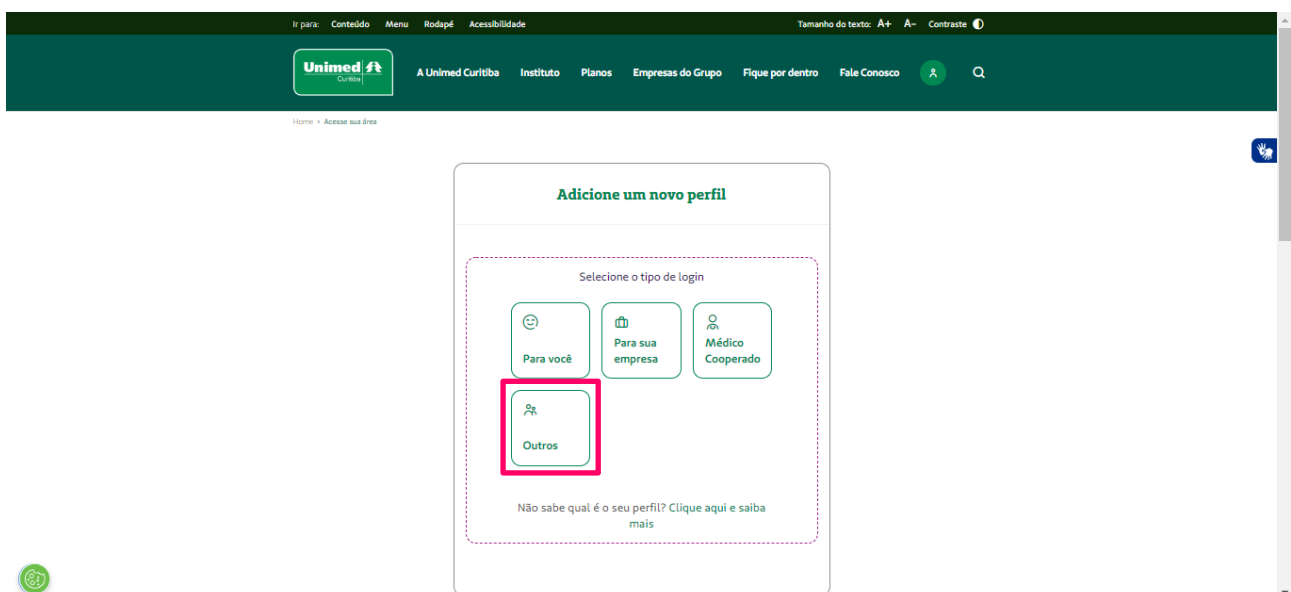 Ir para: Conteúdo Menu Rodapé Acessibilidade Tamanho do texto: A+ A- Contraste
Unimed
Curitiba
A Unimed Curitiba Instituto Planos Empresas do Grupo Fique por dentro Fale Conosco
Home > Acesse sua área
Adicione um novo perfil
Selecione o tipo de login
Para você
Para sua
empresa
Médico
Cooperado
Outros
Não sabe qual é o seu perfil? Clique aqui e saiba
mais